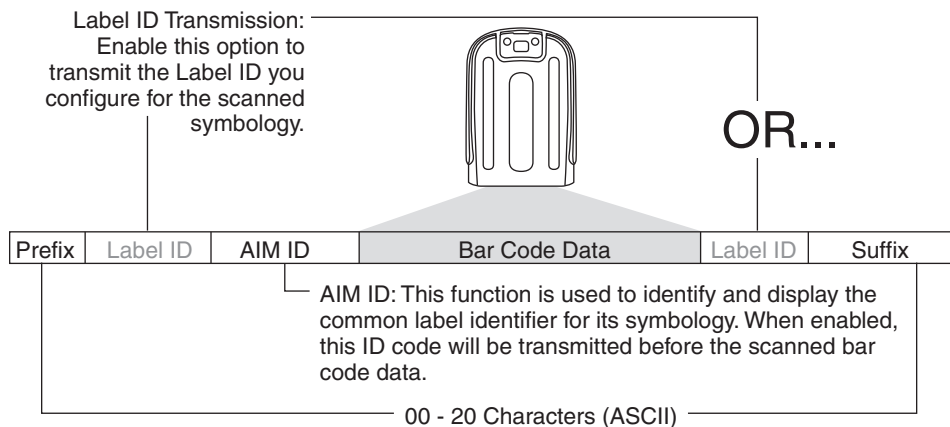 Label ID Transmission:
Enable this option to
transmit the Label ID you
configure for the scanned
symbology.
OR...
Prefix Label ID AIM ID Bar Code Data Label ID Suffix
AIM ID: This function is used to identify and display the
common label identifier for its symbology. When enabled,
this ID code will be transmitted before the scanned bar
code data.
00 - 20 Characters (ASCII)